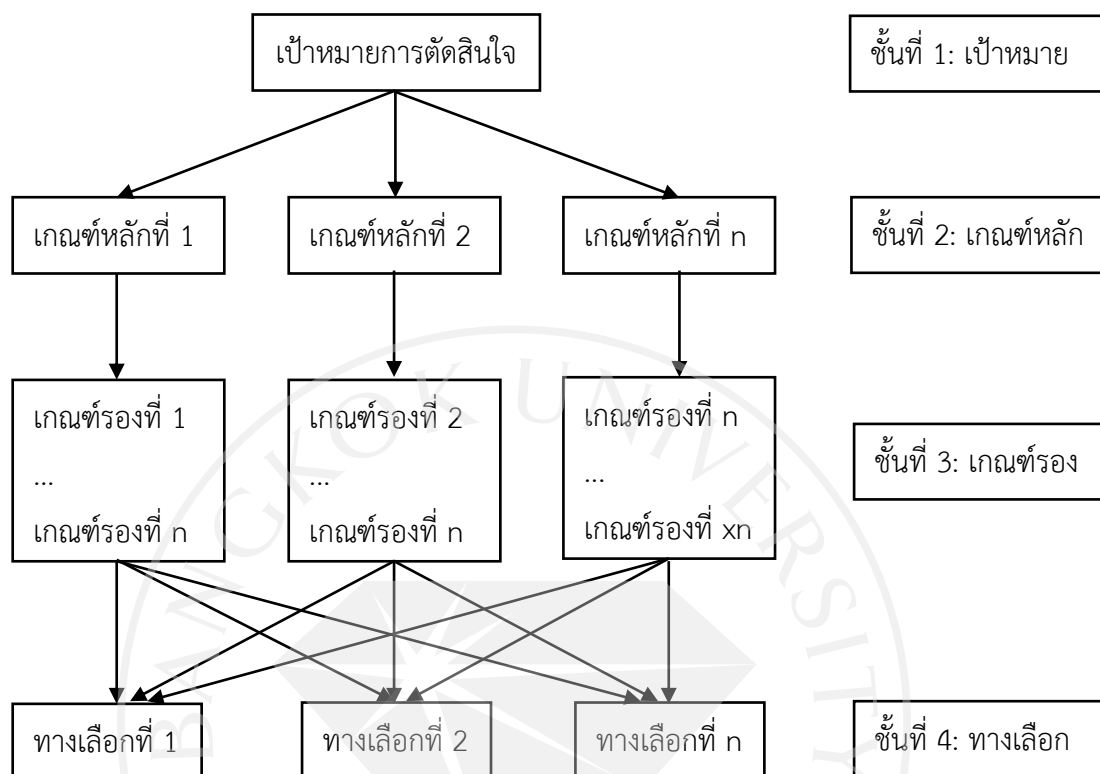 เป้าหมายการตัดสินใจ
ชั้นที่ 1: เป้าหมาย
เกณฑ์หลักที่ 1
เกณฑ์หลักที่ 2
เกณฑ์หลักที่ n
ชั้นที่ 2: เกณฑ์หลัก
เกณฑ์รองที่ 1
...
เกณฑ์รองที่ n
เกณฑ์รองที่ 2
...
เกณฑ์รองที่ n
เกณฑ์รองที่ n
...
เกณฑ์รองที่ xn
ชั้นที่ 3: เกณฑ์รอง
ทางเลือกที่ 1
ทางเลือกที่ 2
ทางเลือกที่ n
ชั้นที่ 4: ทางเลือก
BANGKOK UNIVERSITY